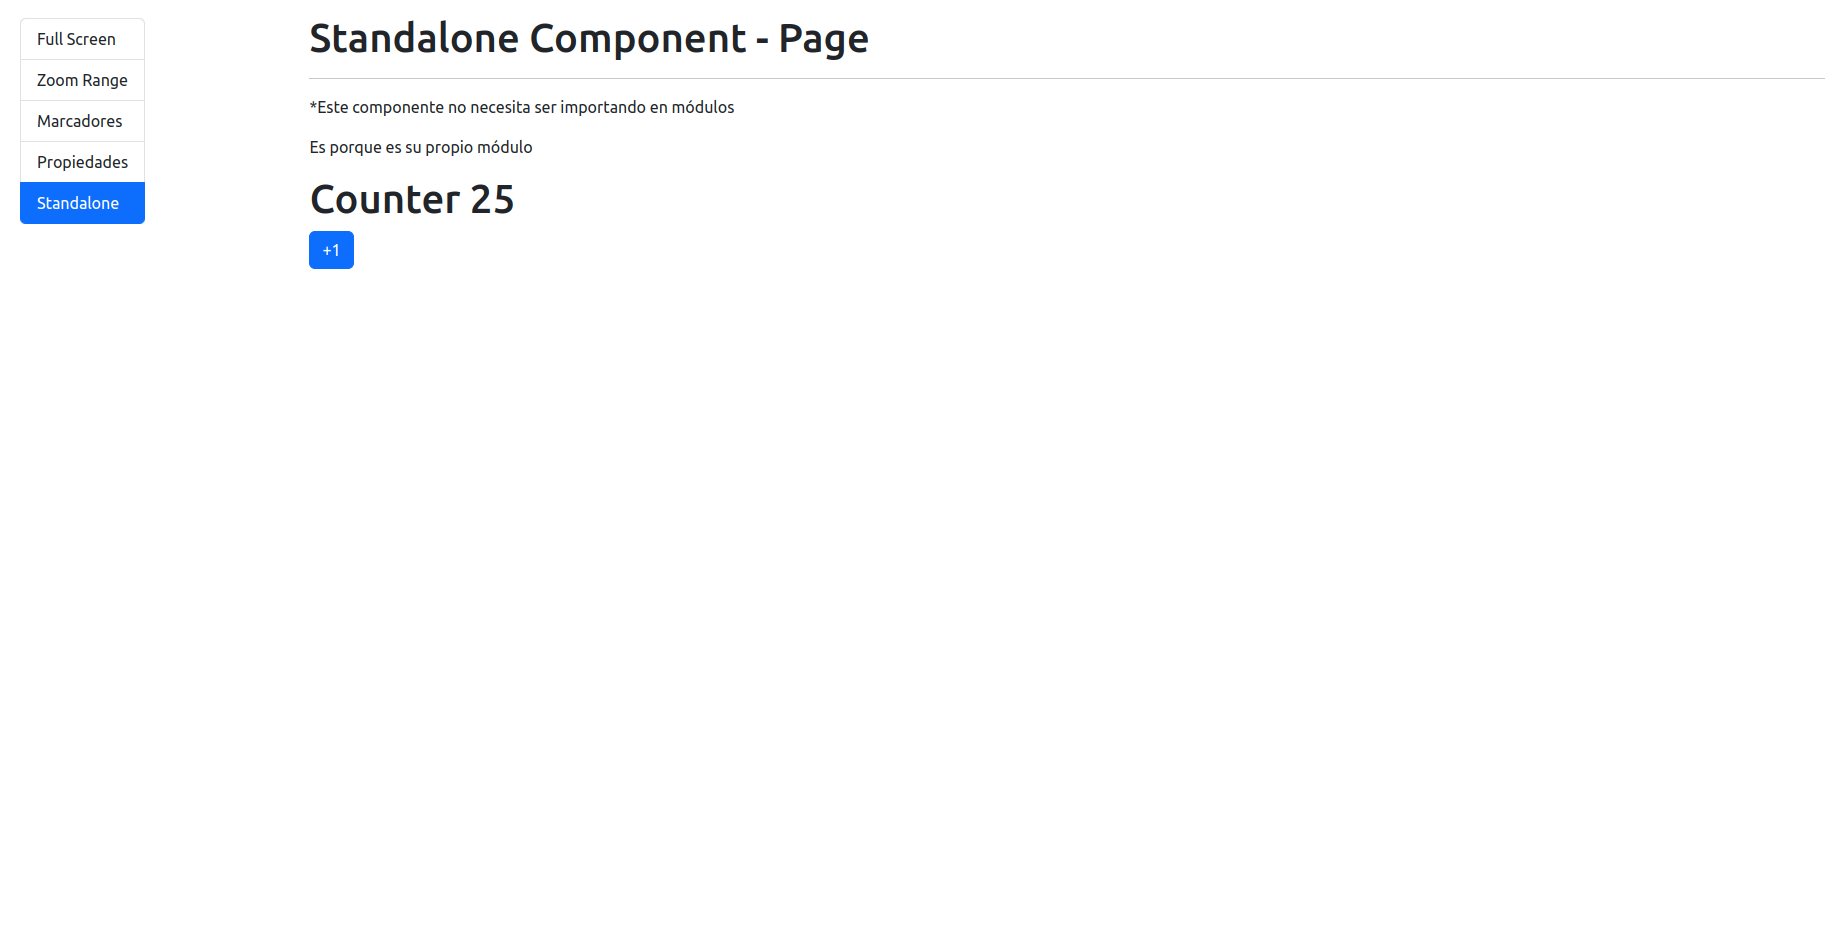 Full Screen
Zoom Range
Marcadores
Propiedades
Standalone
Standalone Component - Page
*Este componente no necesita ser importando en módulos
Es porque es su propio módulo
Counter 25
+1